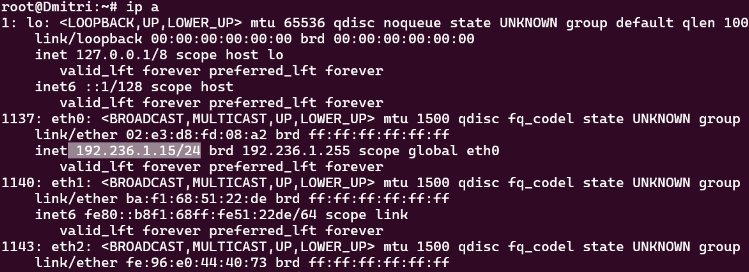 root@Dmitri:~# ip a
1: lo: <LOOPBACK,UP,LOWER_UP> mtu 65536 qdisc noqueue state UNKNOWN group default qlen 100
link/loopback 00:00:00:00:00:00 brd 00:00:00:00:00:00
inet 127.0.0.1/8 scope host lo
valid_lft forever preferred_lft forever
inet6 ::1/128 scope host
valid_lft forever preferred_lft forever
1137: eth0: <BROADCAST,MULTICAST,UP,LOWER_UP> mtu 1500 qdisc fq_codel state UNKNOWN group
link/ether 02:e3:d8:fd:08:a2 brd ff:ff:ff:ff:ff:ff
inet 192.236.1.15/24 brd 192.236.1.255 scope global eth0
valid_lft forever preferred_lft forever
1140: eth1: <BROADCAST,MULTICAST,UP,LOWER_UP> mtu 1500 qdisc fq_codel state UNKNOWN group
link/ether ba:f1:68:51:22:de brd ff:ff:ff:ff:ff:ff
inet6 fe80::b8f1:68ff:fe51:22de/64 scope link
valid_lft forever preferred_lft forever
1143: eth2: <BROADCAST,MULTICAST,UP,LOWER_UP> mtu 1500 qdisc fq_codel state UNKNOWN group
link/ether fe:96:e0:44:40:73 brd ff:ff:ff:ff:ff:ff